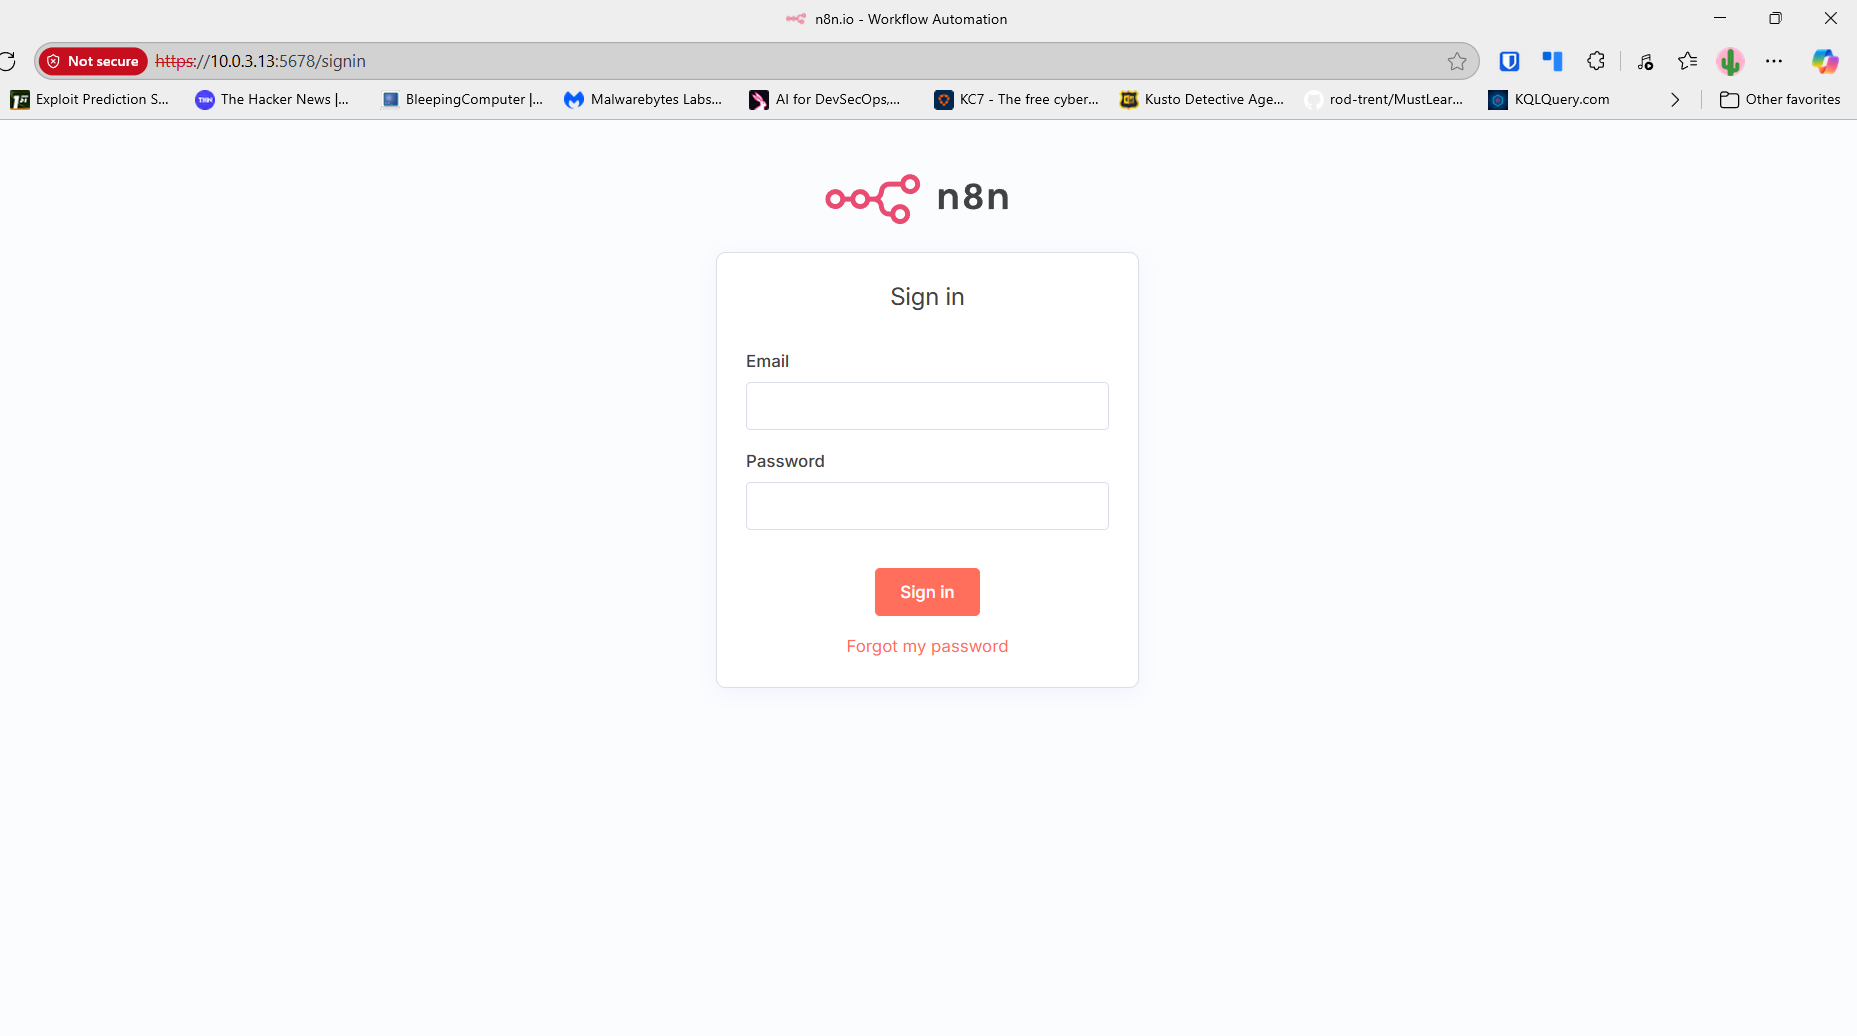 n8n.io - Workflow Automation
Not secure https://10.0.3.13:5678/signin
1ST Exploit Prediction S... THN The Hacker News |... BleepingComputer |... Malwarebytes Labs... AI for DevSecOps,... KC7 - The free cyber... Kusto Detective Age... rod-trent/MustLear... KQLQuery.com Other favorites
n8n
Sign in
Email
Password
Sign in
Forgot my password